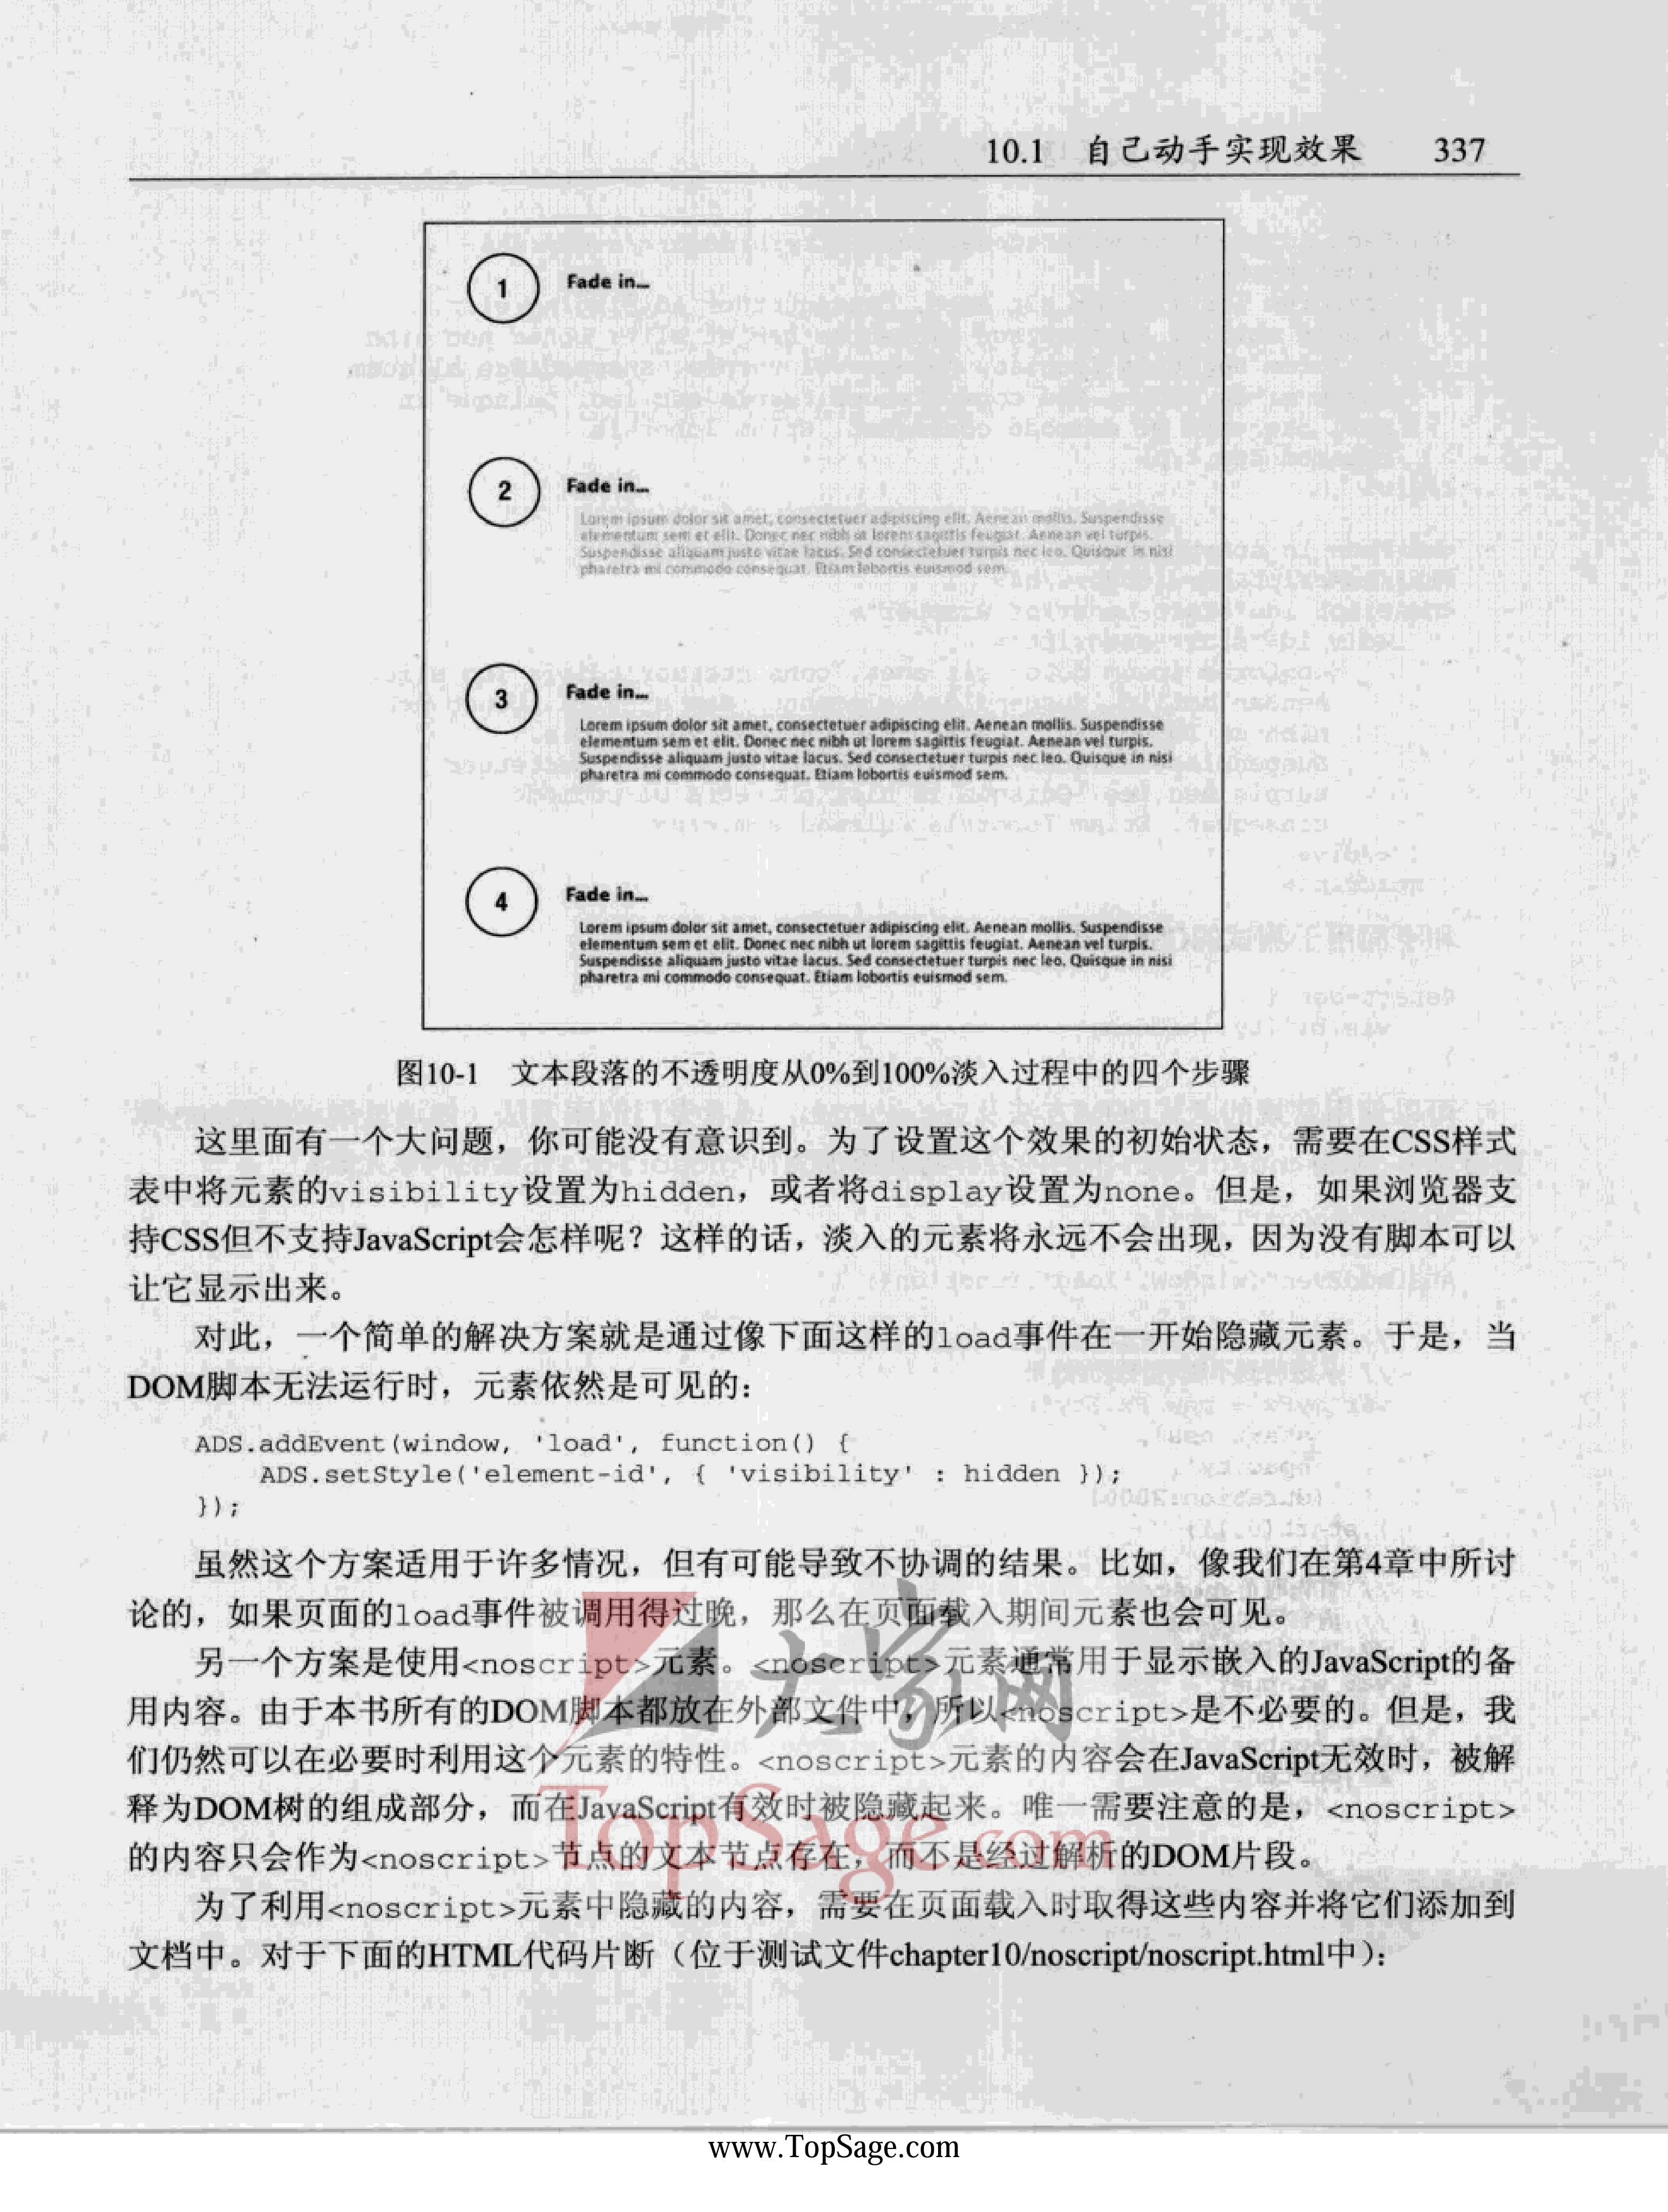 10.1 自己动手实现效果 337
1 Fade in...
2 Fade in...
Lorem ipsum dolor sit amet, consectetuer adipiscing elit. Aenean mollis. Suspendisse
elementum sem et elit. Donec nec nibh ut lorem sagittis feugiat. Aenean vel turpis.
Suspendisse aliquam justo vitae lacus. Sed consectetuer turpis nec leo. Quisque in nisi
pharetra mi commodo consequat. Etiam lobortis euismod sem.
3 Fade in...
Lorem ipsum dolor sit amet, consectetuer adipiscing elit. Aenean mollis. Suspendisse
elementum sem et elit. Donec nec nibh ut lorem sagittis feugiat. Aenean vel turpis.
Suspendisse aliquam justo vitae lacus. Sed consectetuer turpis nec leo. Quisque in nisi
pharetra mi commodo consequat. Etiam lobortis euismod sem.
4 Fade in...
Lorem ipsum dolor sit amet, consectetuer adipiscing elit. Aenean mollis. Suspendisse
elementum sem et elit. Donec nec nibh ut lorem sagittis feugiat. Aenean vel turpis.
Suspendisse aliquam justo vitae lacus. Sed consectetuer turpis nec leo. Quisque in nisi
pharetra mi commodo consequat. Etiam lobortis euismod sem.
图10-1 文本段落的不透明度从0%到100%淡入过程中的四个步骤
这里面有一个大问题，你可能没有意识到。为了设置这个效果的初始状态，需要在CSS样式
表中将元素的visibility设置为hidden，或者将display设置为none。但是，如果浏览器支
持CSS但不支持JavaScript会怎样呢？这样的话，淡入的元素将永远不会出现，因为没有脚本可以
让它显示出来。
对此，一个简单的解决方案就是通过像下面这样的load事件在一开始隐藏元素。于是，当
DOM脚本无法运行时，元素依然是可见的：
ADS.addEvent(window, 'load', function() {
ADS.setStyle('element-id', { 'visibility' : hidden });
});
虽然这个方案适用于许多情况，但有可能导致不协调的结果。比如，像我们在第4章中所讨
论的，如果页面的load事件被调用得过晚，那么在页面载入期间元素也会可见。
另一个方案是使用<noscript>元素。<noscript>元素通常用于显示嵌入的JavaScript的备
用内容。由于本书所有的DOM脚本都放在外部文件中，所以<noscript>是不必要的。但是，我
们仍然可以在必要时利用这个元素的特性。<noscript>元素的内容会在JavaScript无效时，被解
释为DOM树的组成部分，而在JavaScript有效时被隐藏起来。唯一需要注意的是，<noscript>
的内容只会作为<noscript>节点的文本节点存在，而不是经过解析的DOM片段。
为了利用<noscript>元素中隐藏的内容，需要在页面载入时取得这些内容并将它们添加到
文档中。对于下面的HTML代码片断（位于测试文件chapter10/noscript/noscript.html中）：
大家网
TopSage.com
www.TopSage.com